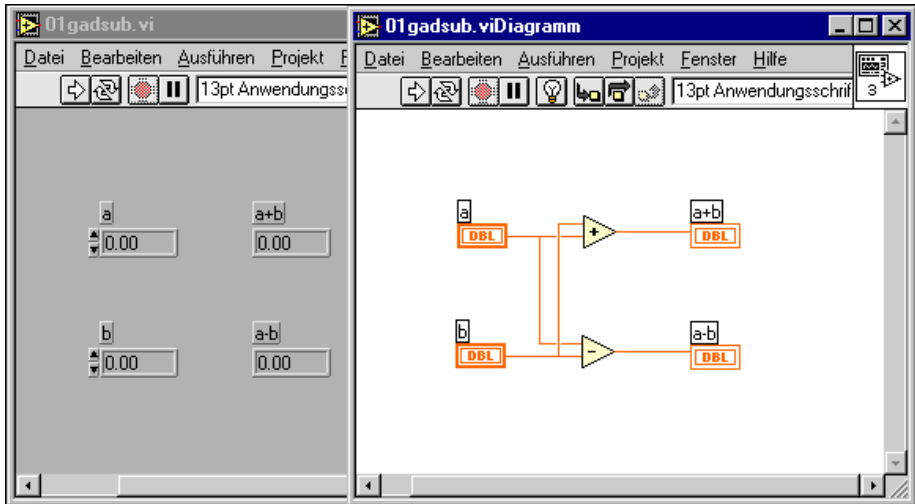 01gadsub.vi
Datei Bearbeiten Ausführen Projekt F
13pt Anwendungss
a
0.00
a+b
0.00
b
0.00
a-b
0.00
01gadsub.viDiagramm
Datei Bearbeiten Ausführen Projekt Fenster Hilfe
13pt Anwendungsschrif
3
a
DBL
+
a+b
DBL
b
DBL
-
a-b
DBL